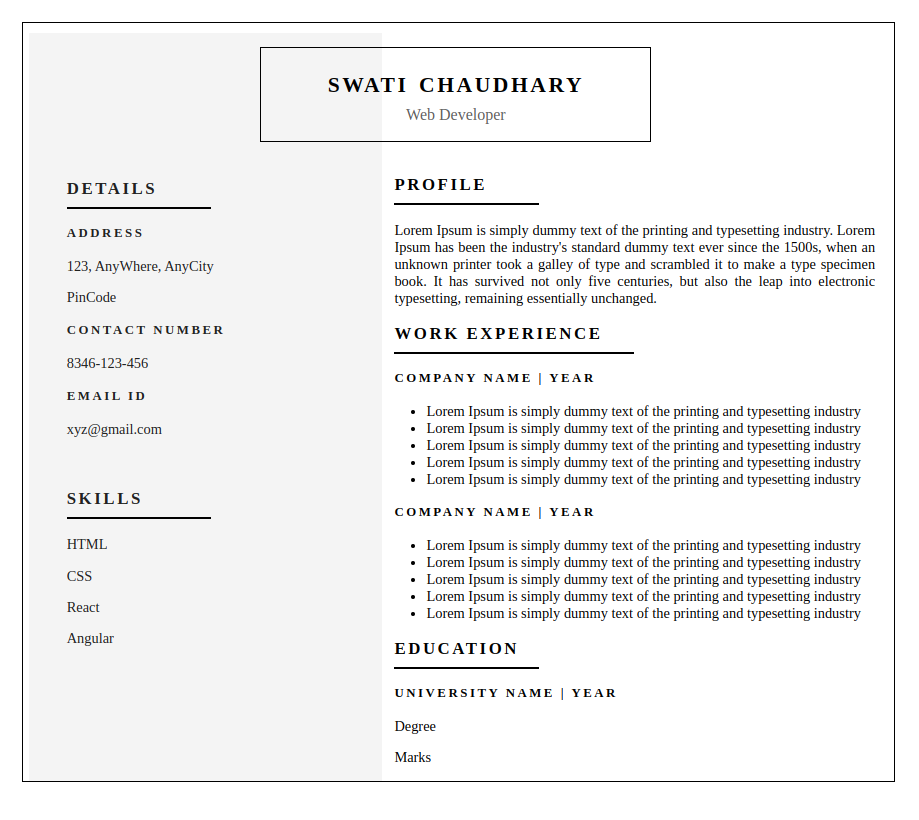 SWATI CHAUDHARY
Web Developer
DETAILS
ADDRESS
123, AnyWhere, AnyCity
PinCode
CONTACT NUMBER
8346-123-456
EMAIL ID
xyz@gmail.com
SKILLS
HTML
CSS
React
Angular
PROFILE
Lorem Ipsum is simply dummy text of the printing and typesetting industry. Lorem
Ipsum has been the industry's standard dummy text ever since the 1500s, when an
unknown printer took a galley of type and scrambled it to make a type specimen
book. It has survived not only five centuries, but also the leap into electronic
typesetting, remaining essentially unchanged.
WORK EXPERIENCE
COMPANY NAME | YEAR
• Lorem Ipsum is simply dummy text of the printing and typesetting industry
• Lorem Ipsum is simply dummy text of the printing and typesetting industry
• Lorem Ipsum is simply dummy text of the printing and typesetting industry
• Lorem Ipsum is simply dummy text of the printing and typesetting industry
• Lorem Ipsum is simply dummy text of the printing and typesetting industry
COMPANY NAME | YEAR
• Lorem Ipsum is simply dummy text of the printing and typesetting industry
• Lorem Ipsum is simply dummy text of the printing and typesetting industry
• Lorem Ipsum is simply dummy text of the printing and typesetting industry
• Lorem Ipsum is simply dummy text of the printing and typesetting industry
• Lorem Ipsum is simply dummy text of the printing and typesetting industry
EDUCATION
UNIVERSITY NAME | YEAR
Degree
Marks